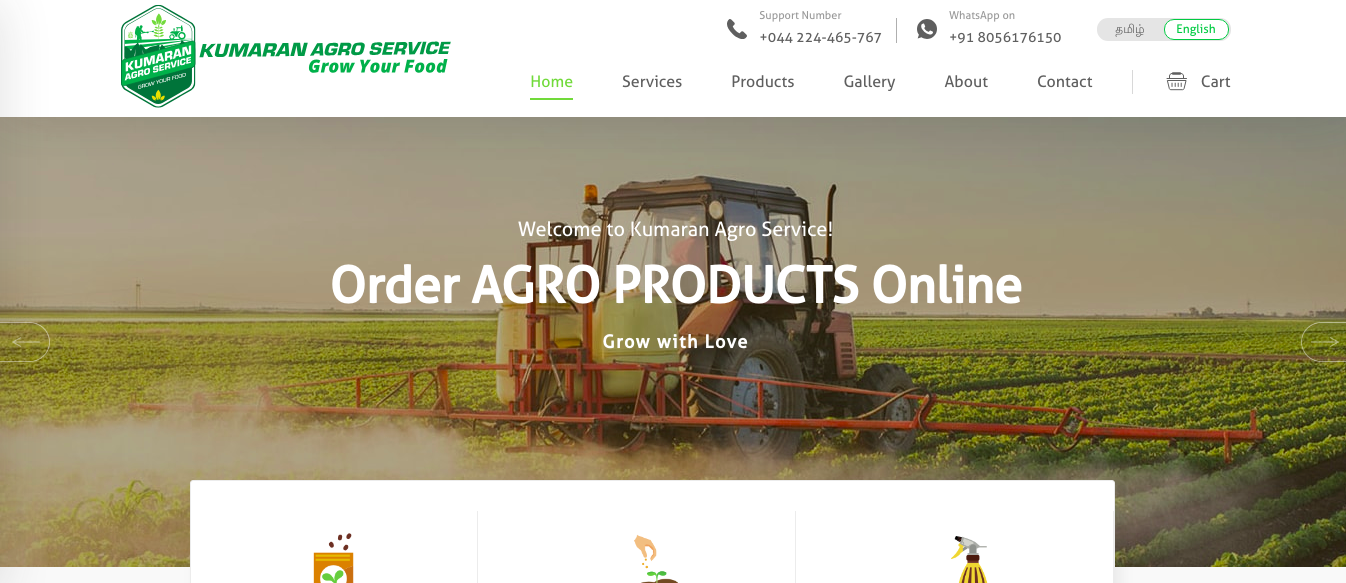 KUMARAN
AGRO SERVICE
GROW YOUR FOOD
KUMARAN AGRO SERVICE
Grow Your Food
Support Number
+044 224-465-767
WhatsApp on
+91 8056176150
தமிழ்
English
Home
Services
Products
Gallery
About
Contact
Cart
Welcome to Kumaran Agro Service!
Order AGRO PRODUCTS Online
Grow with Love